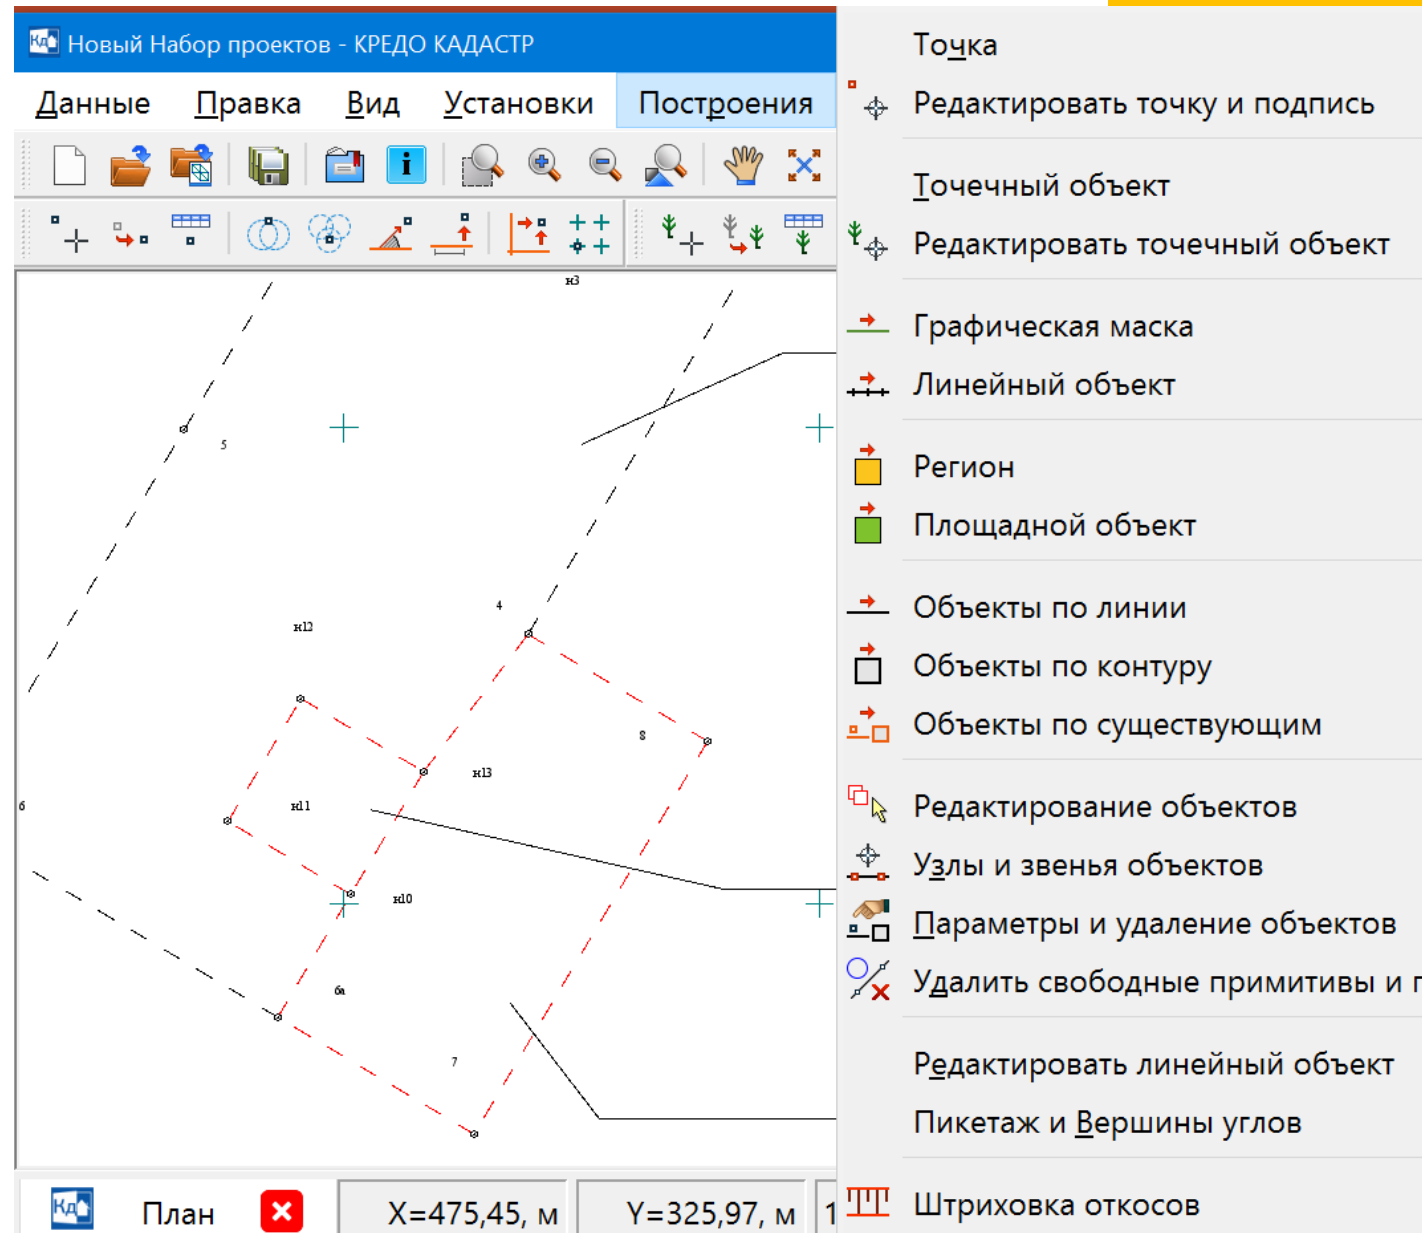 Новый Набор проектов - КРЕДО КАДАСТР
Данные Правка Вид Установки Построения
Точка
Редактировать точку и подпись
Точечный объект
Редактировать точечный объект
Графическая маска
Линейный объект
Регион
Площадной объект
Объекты по линии
Объекты по контуру
Объекты по существующим
Редактирование объектов
Узлы и звенья объектов
Параметры и удаление объектов
Удалить свободные примитивы и
Редактировать линейный объект
Пикетаж и Вершины углов
Штриховка откосов
н3
5
4
н12
8
н13
н11
6
н10
6а
7
План X=475,45, м Y=325,97, м 1